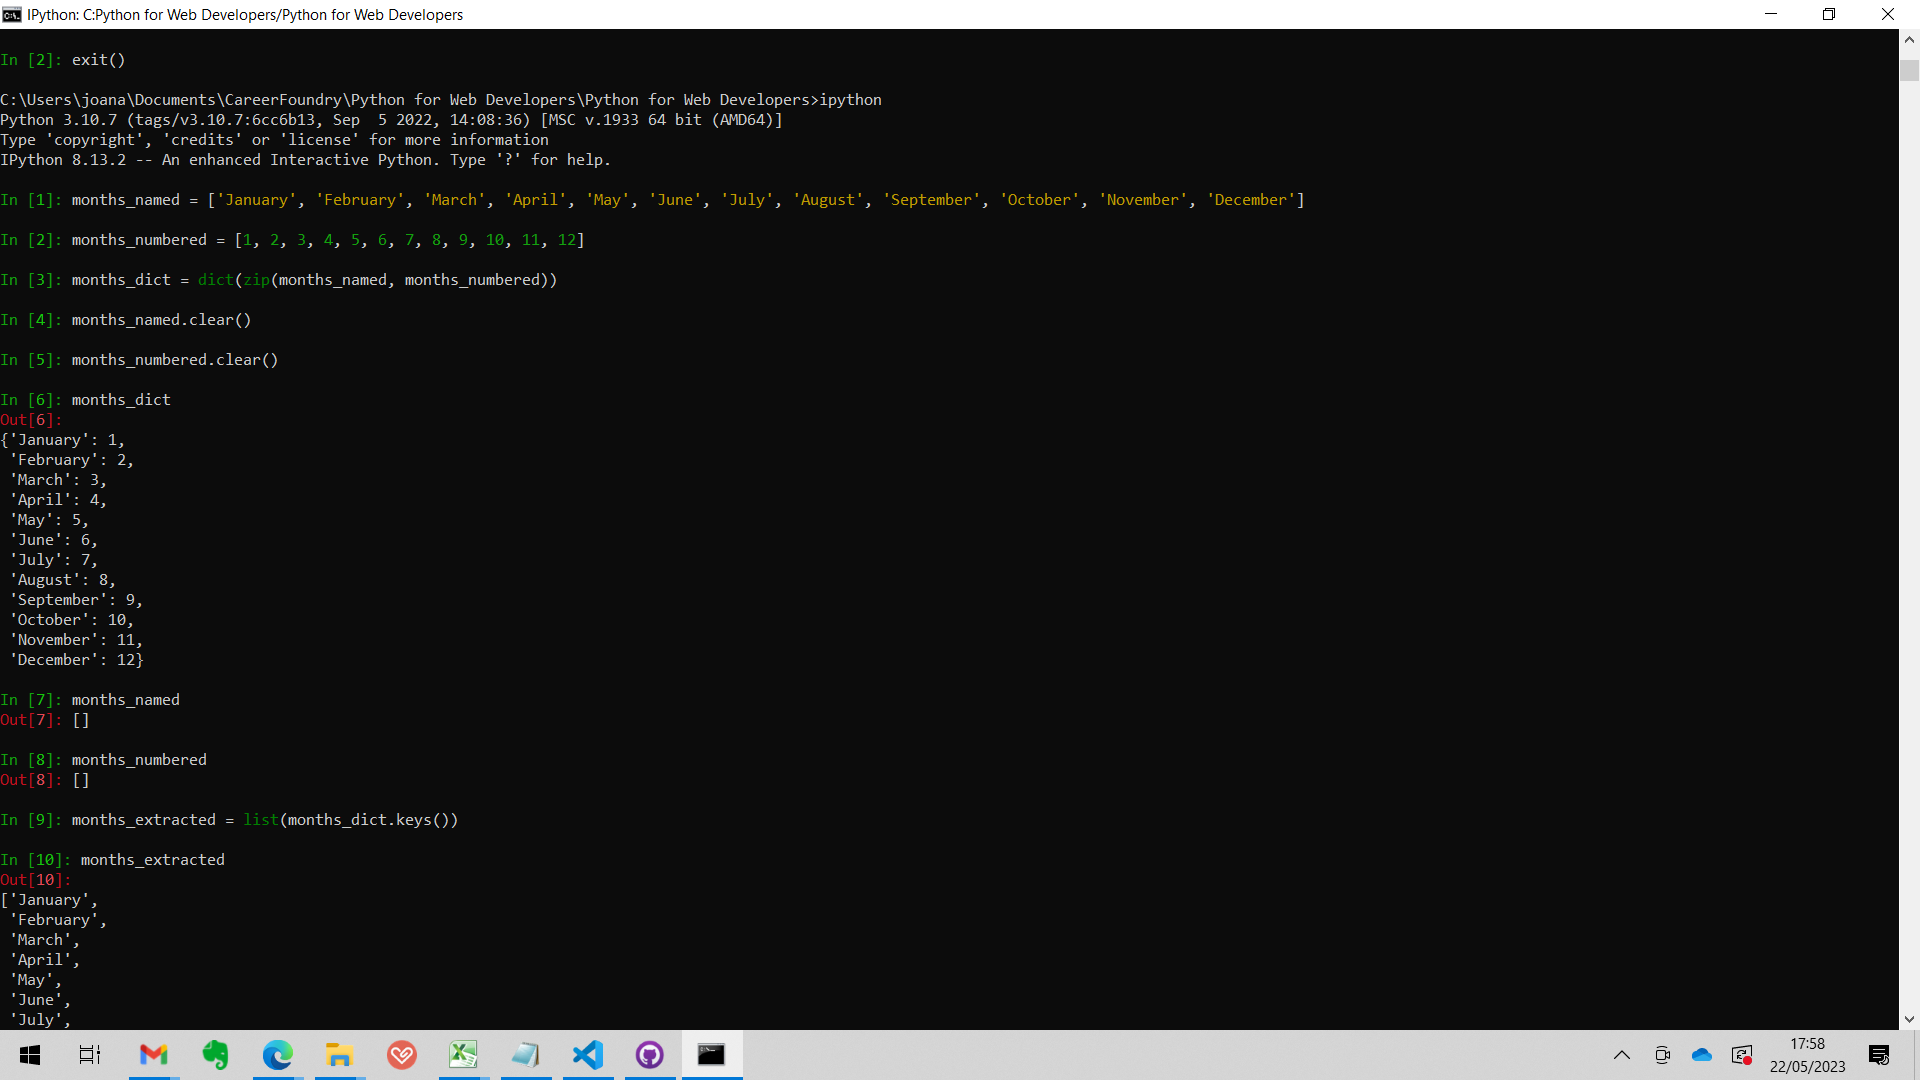 IPython: C:Python for Web Developers/Python for Web Developers
In [2]: exit()
C:\Users\joana\Documents\CareerFoundry\Python for Web Developers\Python for Web Developers>ipython
Python 3.10.7 (tags/v3.10.7:6cc6b13, Sep  5 2022, 14:08:36) [MSC v.1933 64 bit (AMD64)]
Type 'copyright', 'credits' or 'license' for more information
IPython 8.13.2 -- An enhanced Interactive Python. Type '?' for help.
In [1]: months_named = ['January', 'February', 'March', 'April', 'May', 'June', 'July', 'August', 'September', 'October', 'November', 'December']
In [2]: months_numbered = [1, 2, 3, 4, 5, 6, 7, 8, 9, 10, 11, 12]
In [3]: months_dict = dict(zip(months_named, months_numbered))
In [4]: months_named.clear()
In [5]: months_numbered.clear()
In [6]: months_dict
Out[6]:
{'January': 1,
 'February': 2,
 'March': 3,
 'April': 4,
 'May': 5,
 'June': 6,
 'July': 7,
 'August': 8,
 'September': 9,
 'October': 10,
 'November': 11,
 'December': 12}
In [7]: months_named
Out[7]: []
In [8]: months_numbered
Out[8]: []
In [9]: months_extracted = list(months_dict.keys())
In [10]: months_extracted
Out[10]:
['January',
 'February',
 'March',
 'April',
 'May',
 'June',
 'July',
17:58
22/05/2023